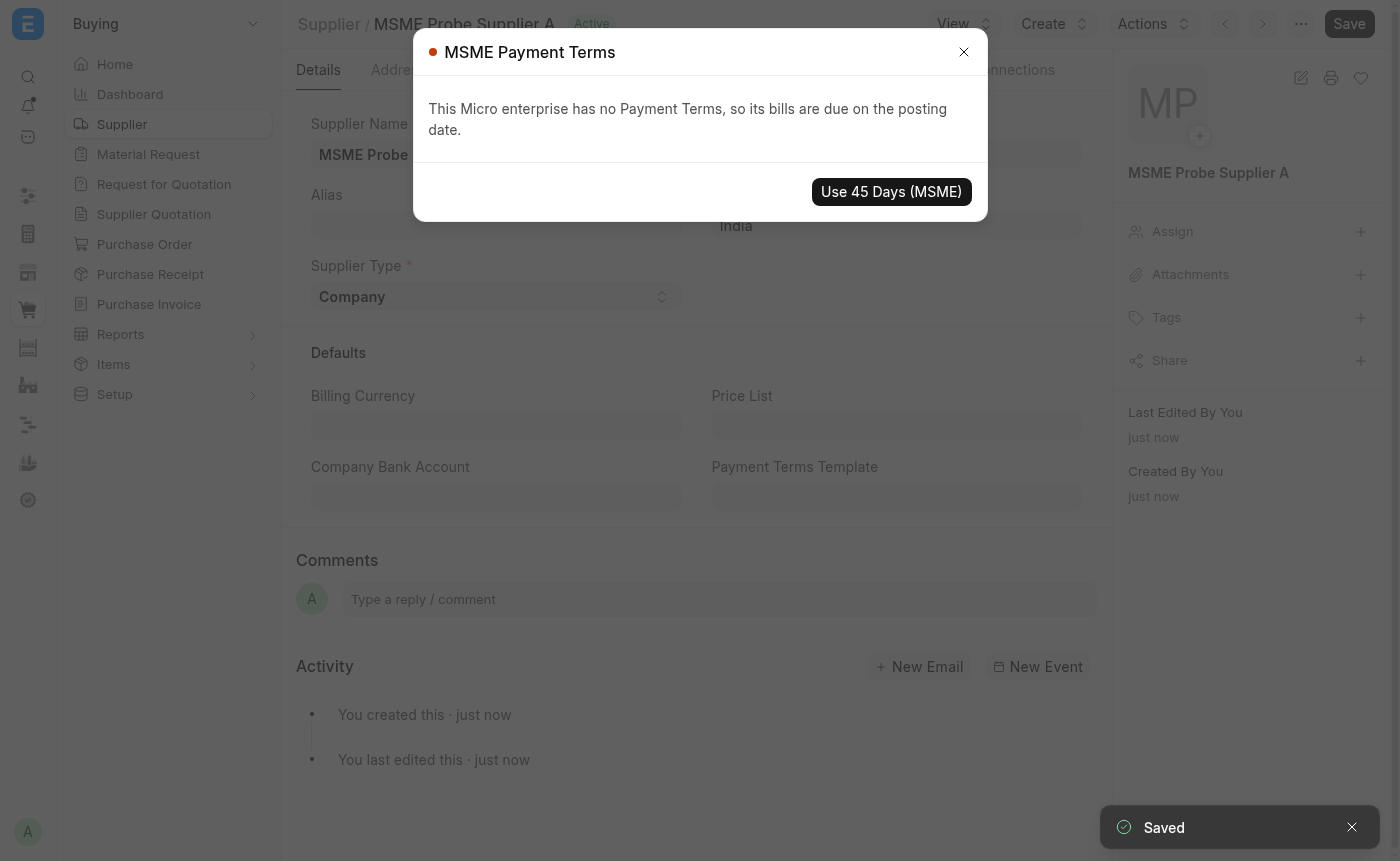 Buying
Supplier / MSME Probe Supplier A Active
View
Create
Actions
Save
Home
Dashboard
Supplier
Material Request
Request for Quotation
Supplier Quotation
Purchase Order
Purchase Receipt
Purchase Invoice
Reports
Items
Setup
A
MSME Payment Terms
This Micro enterprise has no Payment Terms, so its bills are due on the posting
date.
Use 45 Days (MSME)
Details
Supplier Name
MSME Probe
Alias
India
Supplier Type *
Company
Defaults
Billing Currency
Price List
Company Bank Account
Payment Terms Template
Comments
A
Type a reply / comment
Activity
New Email
New Event
You created this · just now
You last edited this · just now
MP
MSME Probe Supplier A
Assign
Attachments
Tags
Share
Last Edited By You
just now
Created By You
just now
Saved